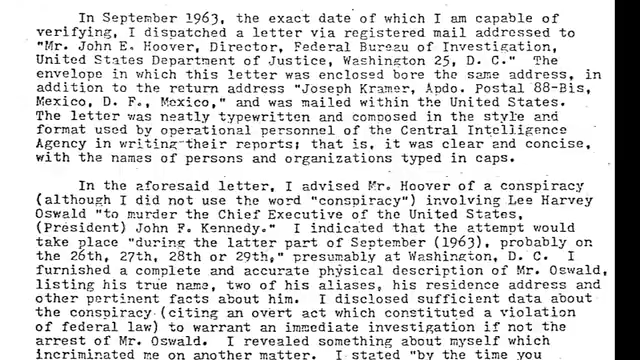 In September 1963, the exact date of which I am capable of
verifying, I dispatched a letter via registered mail addressed to
"Mr. John E. Hoover, Director, Federal Bureau of Investigation,
United States Department of Justice, Washington 25, D. C." The
envelope in which this letter was enclosed bore the same address, in
addition to the return address "Joseph Kramer, Apdo. Postal 88-Bis,
Mexico, D. F., Mexico," and was mailed within the United States.
The letter was neatly typewritten and composed in the style and
format used by operational personnel of the Central Intelligence
Agency in writing their reports; that is, it was clear and concise,
with the names of persons and organizations typed in caps.
In the aforesaid letter, I advised Mr. Hoover of a conspiracy
(although I did not use the word "conspiracy") involving Lee Harvey
Oswald "to murder the Chief Executive of the United States,
(President) John F. Kennedy." I indicated that the attempt would
take place "during the latter part of September (1963), probably on
the 26th, 27th, 28th or 29th," presumably at Washington, D. C. I
furnished a complete and accurate physical description of Mr. Oswald,
listing his true name, two of his aliases, his residence address and
other pertinent facts about him. I disclosed sufficient data about
the conspiracy (citing an overt act which constituted a violation
of federal law) to warrant an immediate investigation if not the
arrest of Mr. Oswald. I revealed something about myself which
incriminated me on another matter. I stated "by the time you